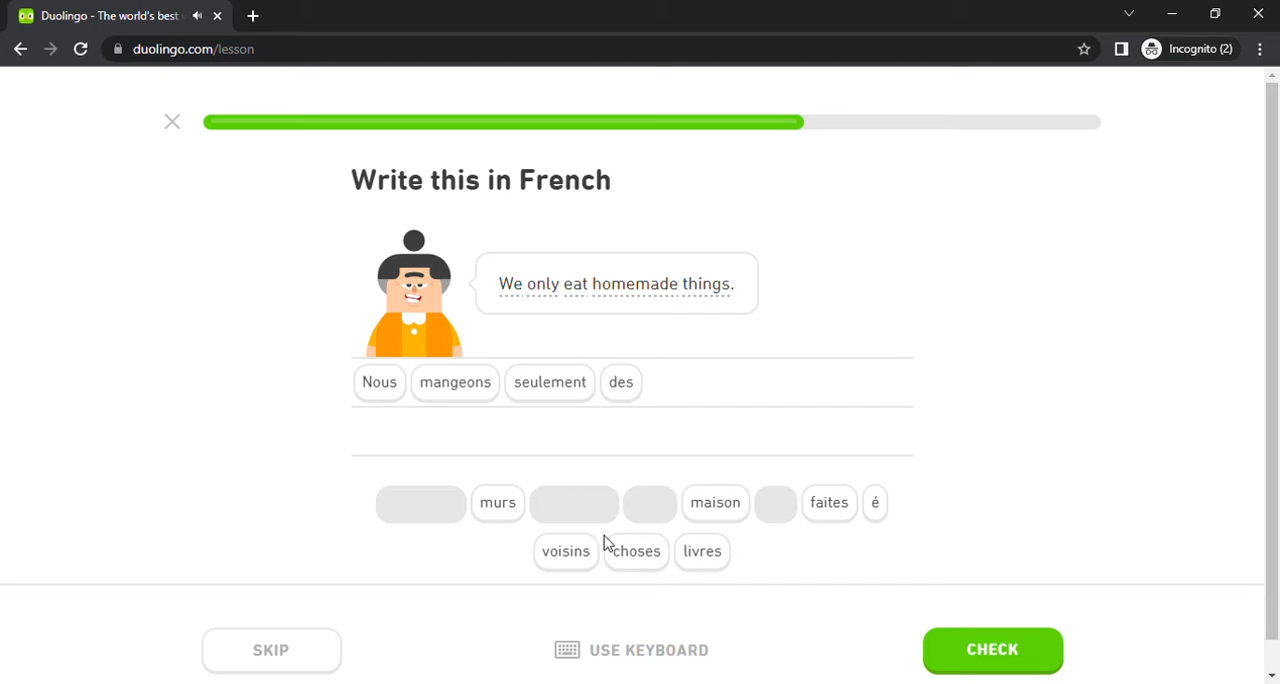 Duolingo - The world's best
duolingo.com/lesson
Incognito (2)
Write this in French
We only eat homemade things.
Nous mangeons seulement des
murs maison faites é
voisins choses livres
SKIP
USE KEYBOARD
CHECK